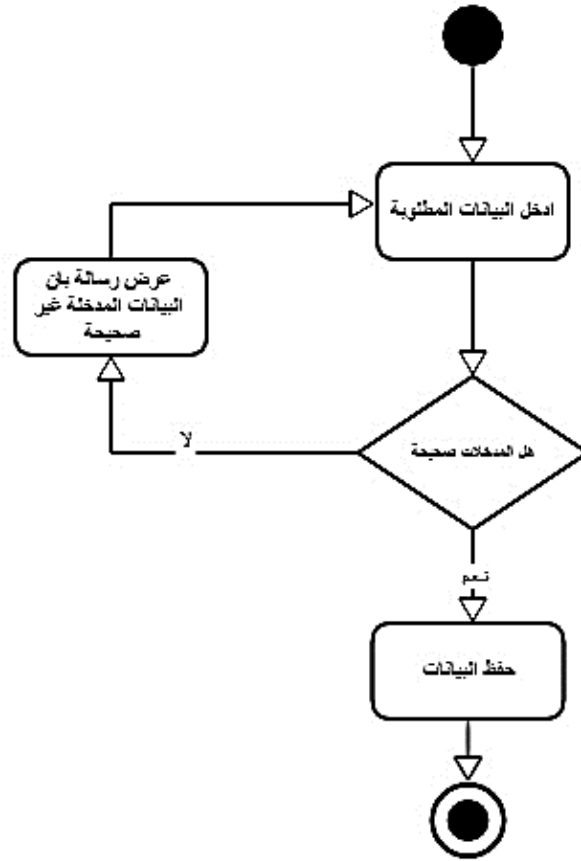 ادخل البيانات المطلوبة
عرض رسالة بان
البيانات المدخلة غير
صحيحة
هل المدخلات صحيحة
لا
نعم
حفظ البيانات